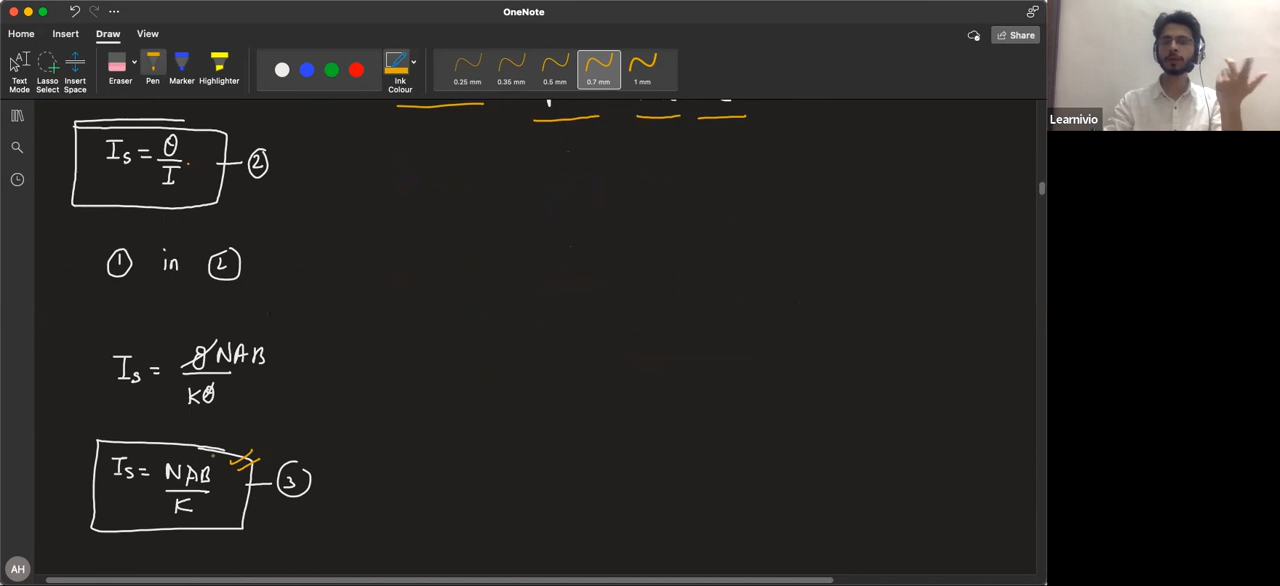 OneNote
Home Insert Draw View
Share
Text Mode
Lasso Select
Insert Space
Eraser
Pen
Marker
Highlighter
Ink Colour
0.25 mm
0.35 mm
0.5 mm
0.7 mm
1 mm
Learnivio
Is = θ/I — ②
① in ②
Is = θNAB/Kθ
Is = NAB/K — ③
AH